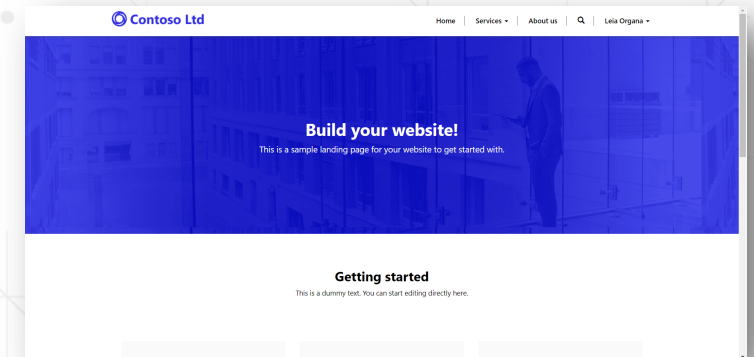 Contoso Ltd
Home Services About us Leia Organa
Build your website!
This is a sample landing page for your website to get started with.
Getting started
This is a dummy text. You can start editing directly here.